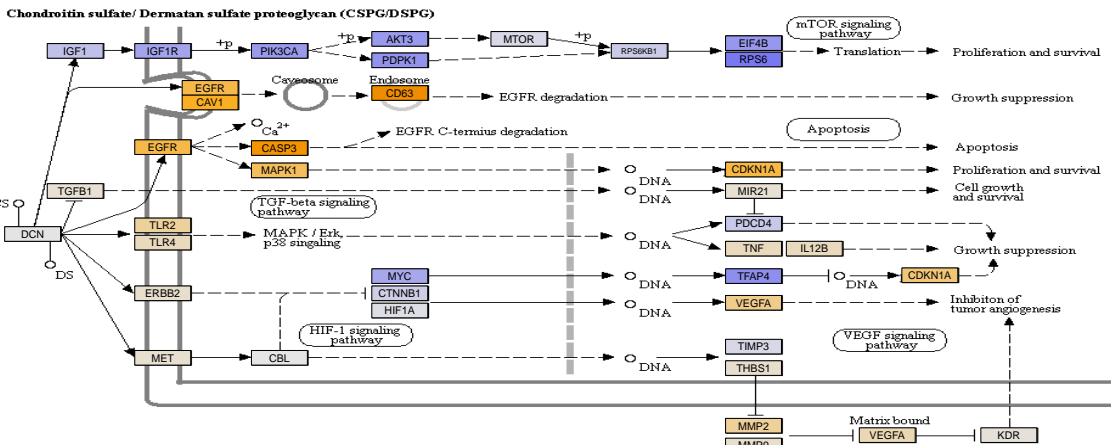 Chondroitin sulfate/ Dermatan sulfate proteoglycan (CSPG/DSPG)
mTOR signaling
pathway
IGF1
IGF1R
+p
PIK3CA
+p
AKT3
MTOR
+p
RPS6KB1
EIF4B
PDPK1
RPS6
Translation
Proliferation and survival
EGFR
CAV1
Caveosome
Endosome
CD63
EGFR degradation
Growth suppression
Ca2+
EGFR C-termius degradation
Apoptosis
EGFR
CASP3
Apoptosis
MAPK1
DNA
CDKN1A
Proliferation and survival
TGFB1
DNA
MIR21
Cell growth
and survival
TGF-beta signaling
pathway
CS
DCN
DS
TLR2
TLR4
MAPK / Erk,
p38 singaling
DNA
PDCD4
TNF
IL12B
Growth suppression
MYC
DNA
TFAP4
DNA
CDKN1A
ERBB2
CTNNB1
HIF1A
DNA
VEGFA
Inhibiton of
tumor angiogenesis
HIF-1 signaling
pathway
VEGF signaling
pathway
MET
CBL
DNA
TIMP3
THBS1
MMP2
MMP9
Matrix bound
VEGFA
KDR